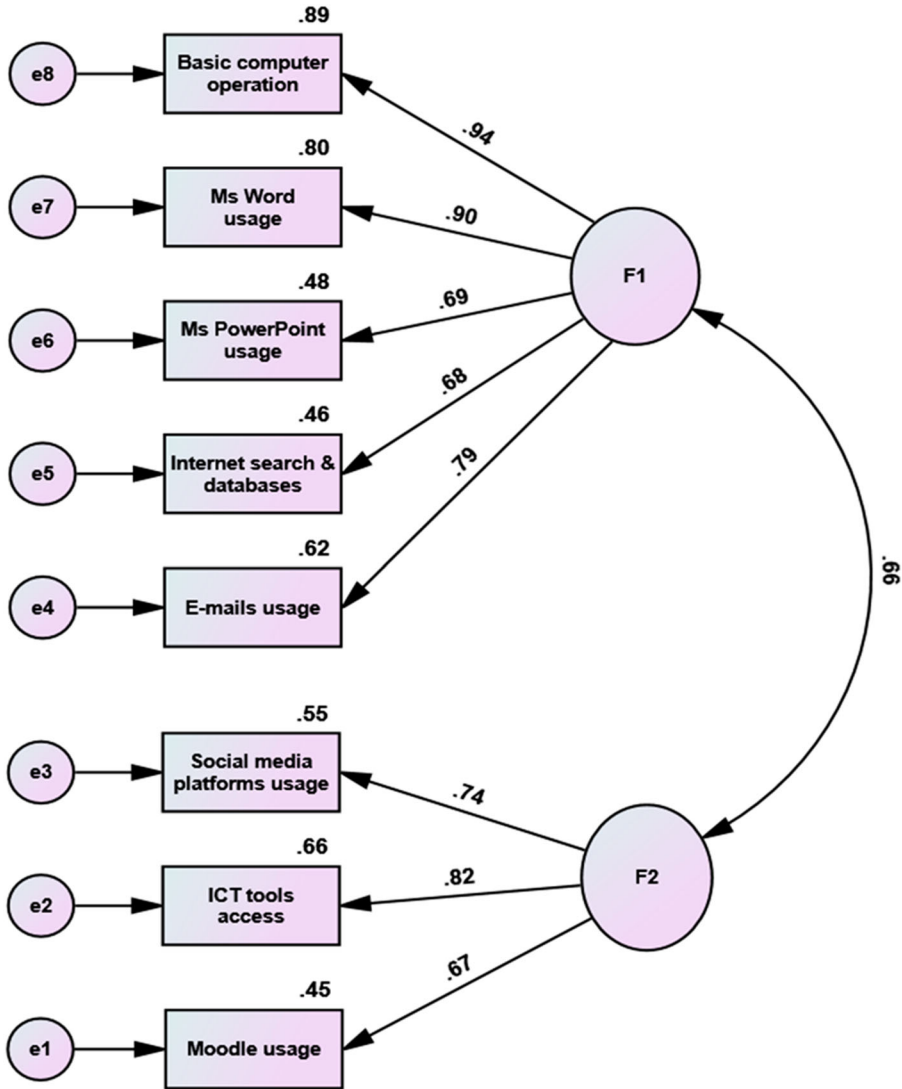 .89
e8
Basic computer
operation
.94
.80
e7
Ms Word
usage
.90
F1
.48
e6
Ms PowerPoint
usage
.69
.46
e5
Internet search &
databases
.68
.62
e4
E-mails usage
.79
.66
.55
e3
Social media
platforms usage
.74
F2
.66
e2
ICT tools
access
.82
.45
e1
Moodle usage
.67